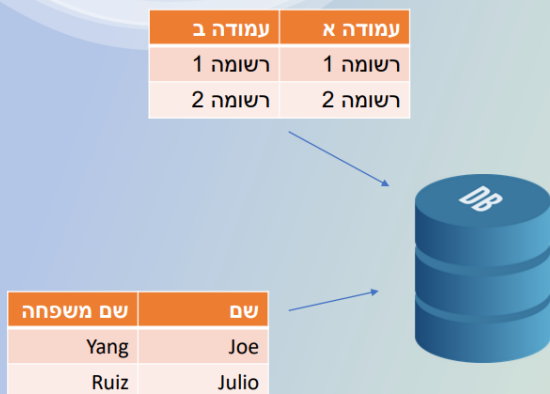 עמודה א עמודה ב
רשומה 1 רשומה 1
רשומה 2 רשומה 2
DB
שם שם משפחה
Joe Yang
Julio Ruiz